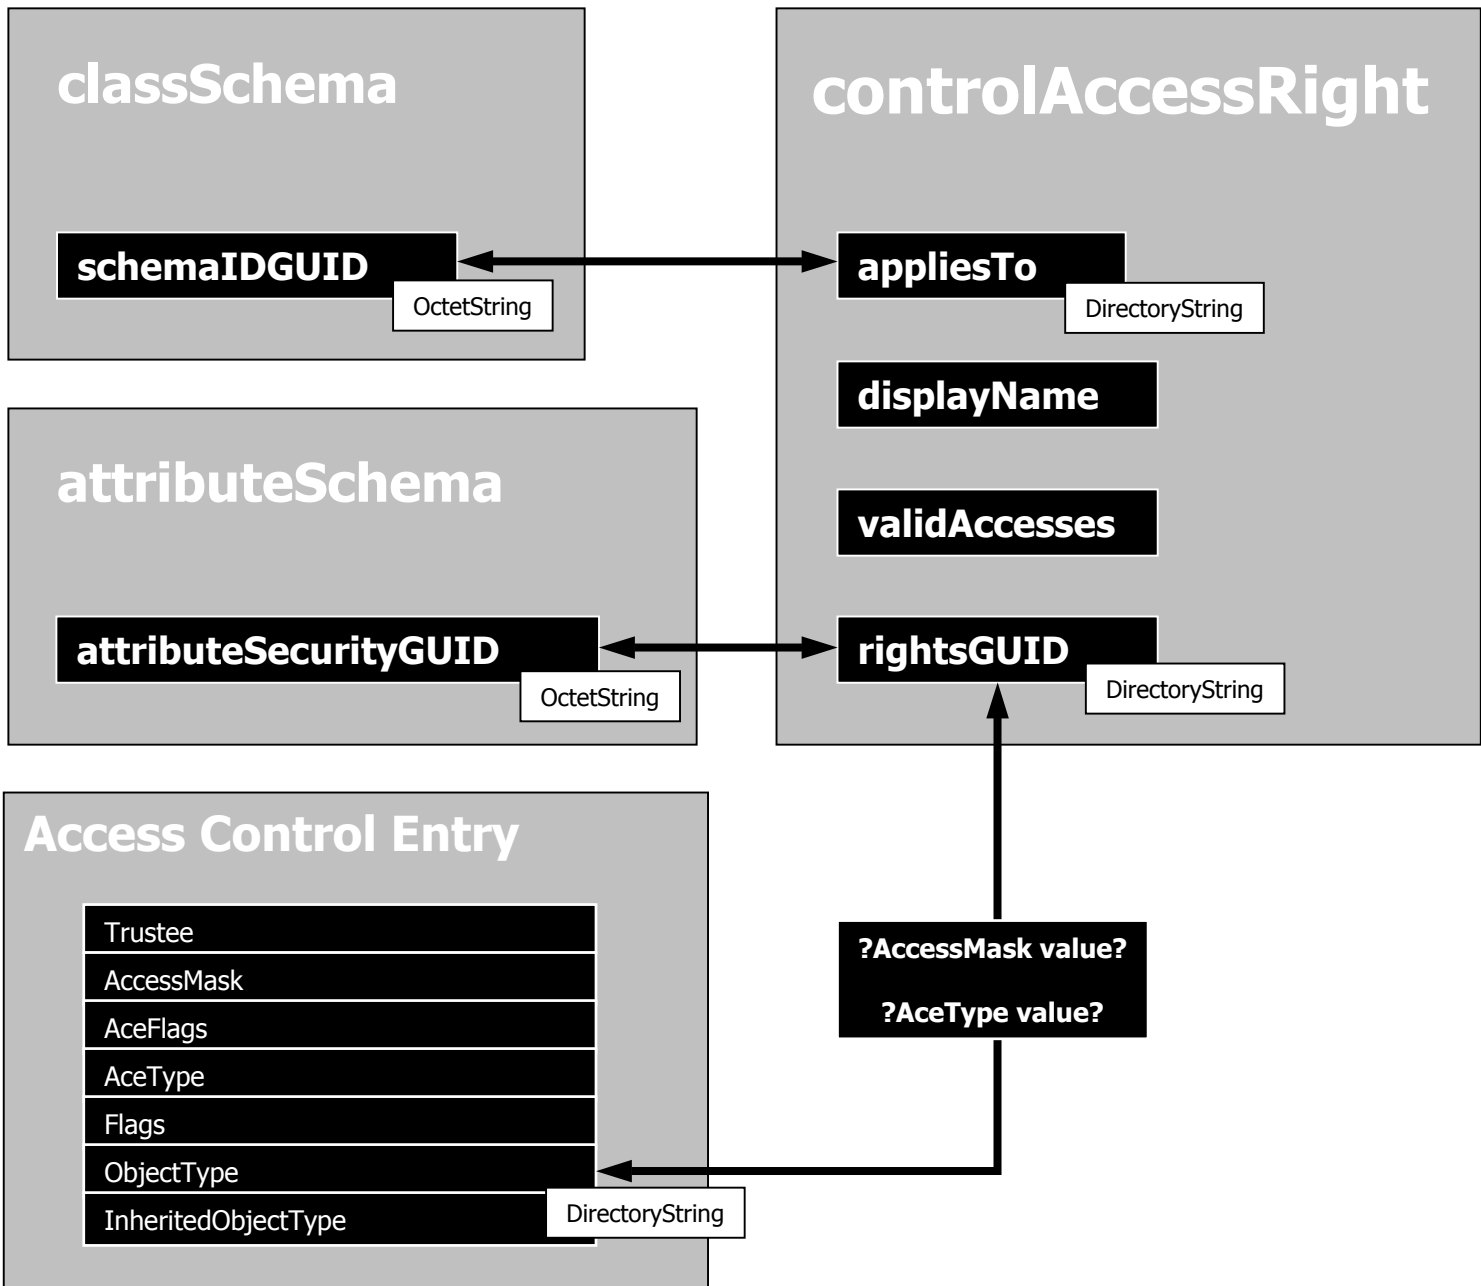 classSchema
schemaIDGUID
OctetString
controlAccessRight
appliesTo
DirectoryString
displayName
validAccesses
rightsGUID
DirectoryString
attributeSchema
attributeSecurityGUID
OctetString
Access Control Entry
Trustee
AccessMask
AceFlags
AceType
Flags
ObjectType
InheritedObjectType
DirectoryString
?AccessMask value?
?AceType value?